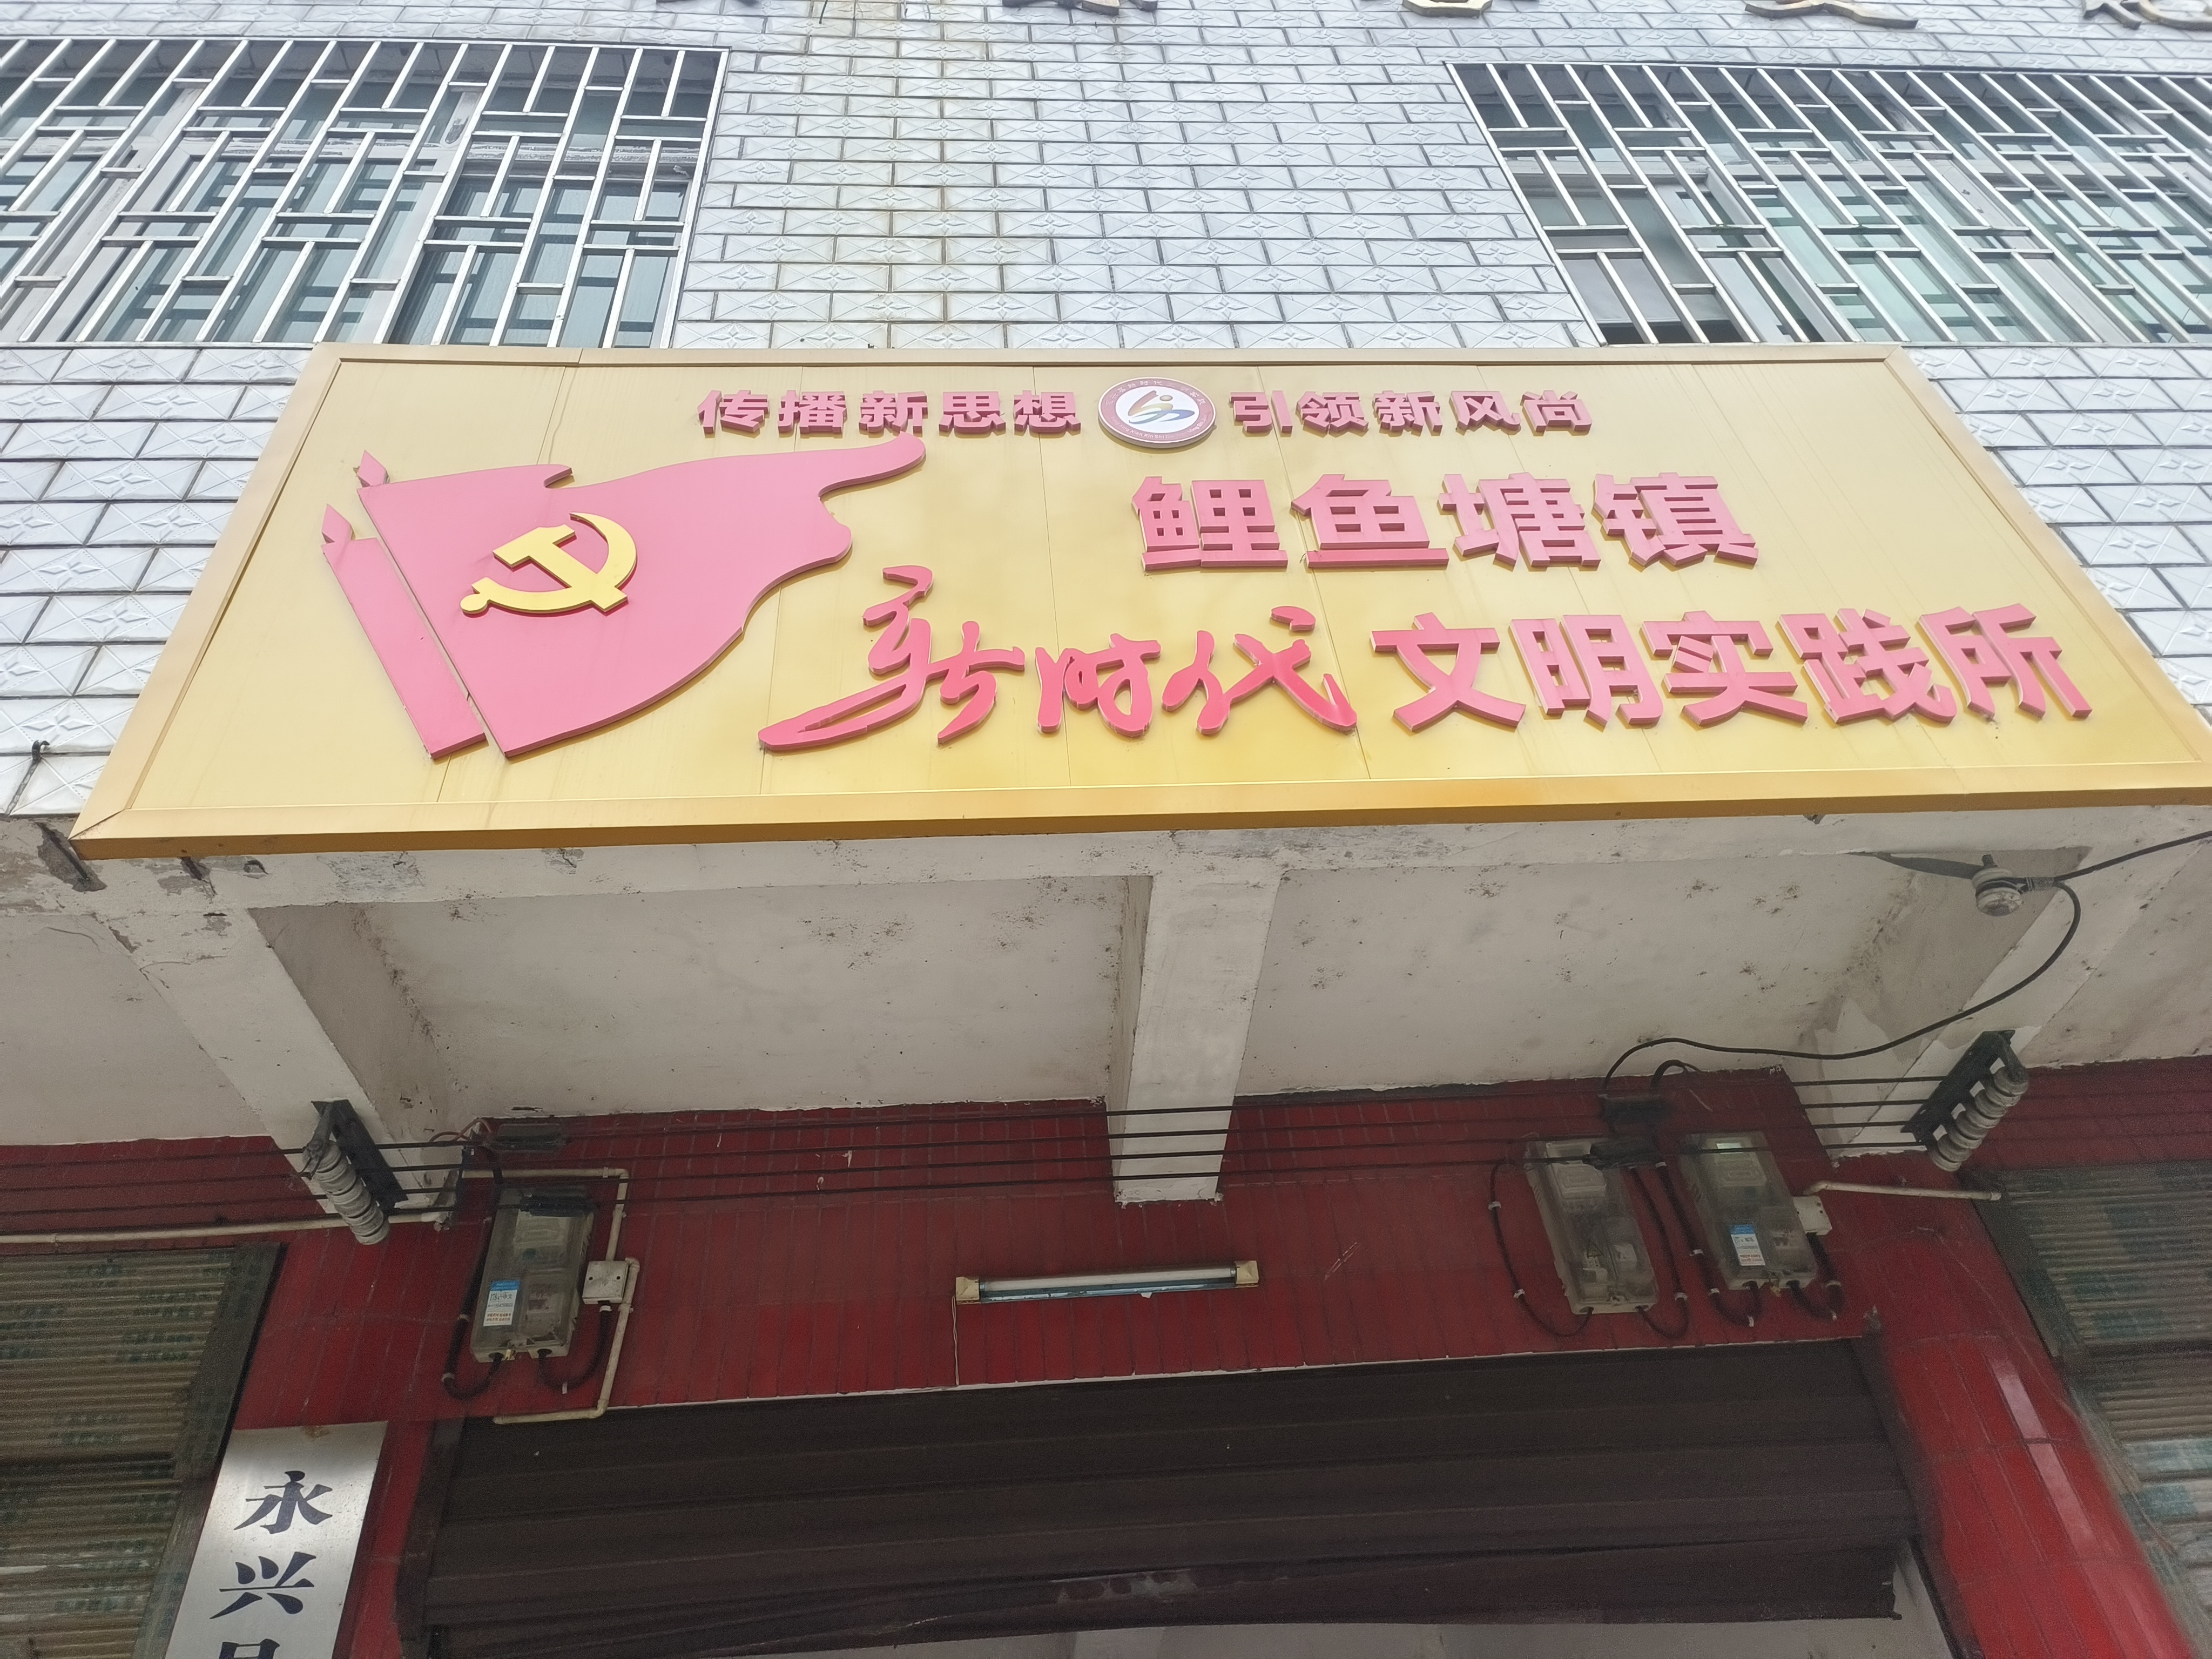 传播新思想 引领新风尚
鲤鱼塘镇
新时代文明实践所
永兴